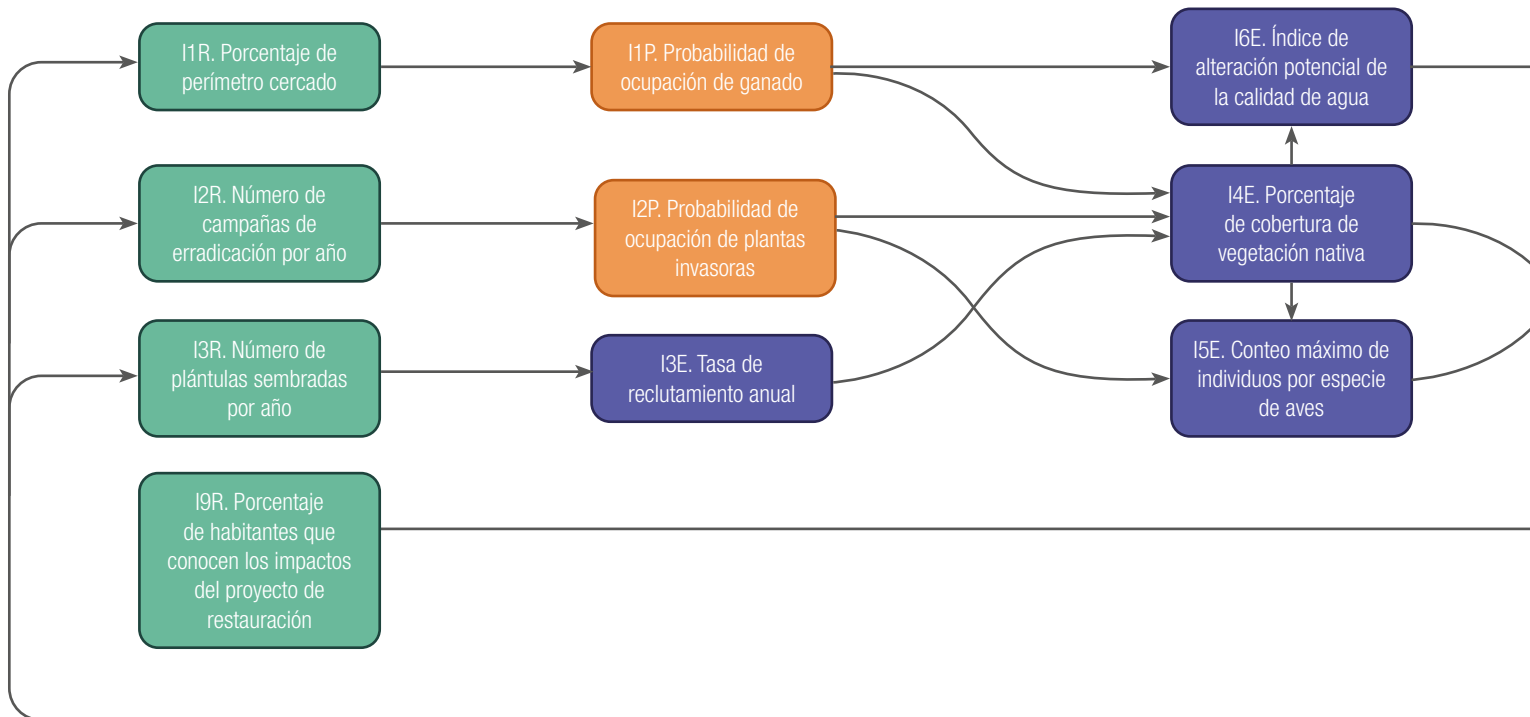 I1R. Porcentaje de
perímetro cercado
I1P. Probabilidad de
ocupación de ganado
I6E. Índice de
alteración potencial de
la calidad de agua
I2R. Número de
campañas de
erradicación por año
I2P. Probabilidad de
ocupación de plantas
invasoras
I4E. Porcentaje
de cobertura de
vegetación nativa
I3R. Número de
plántulas sembradas
por año
I3E. Tasa de
reclutamiento anual
I5E. Conteo máximo de
individuos por especie
de aves
I9R. Porcentaje
de habitantes que
conocen los impactos
del proyecto de
restauración